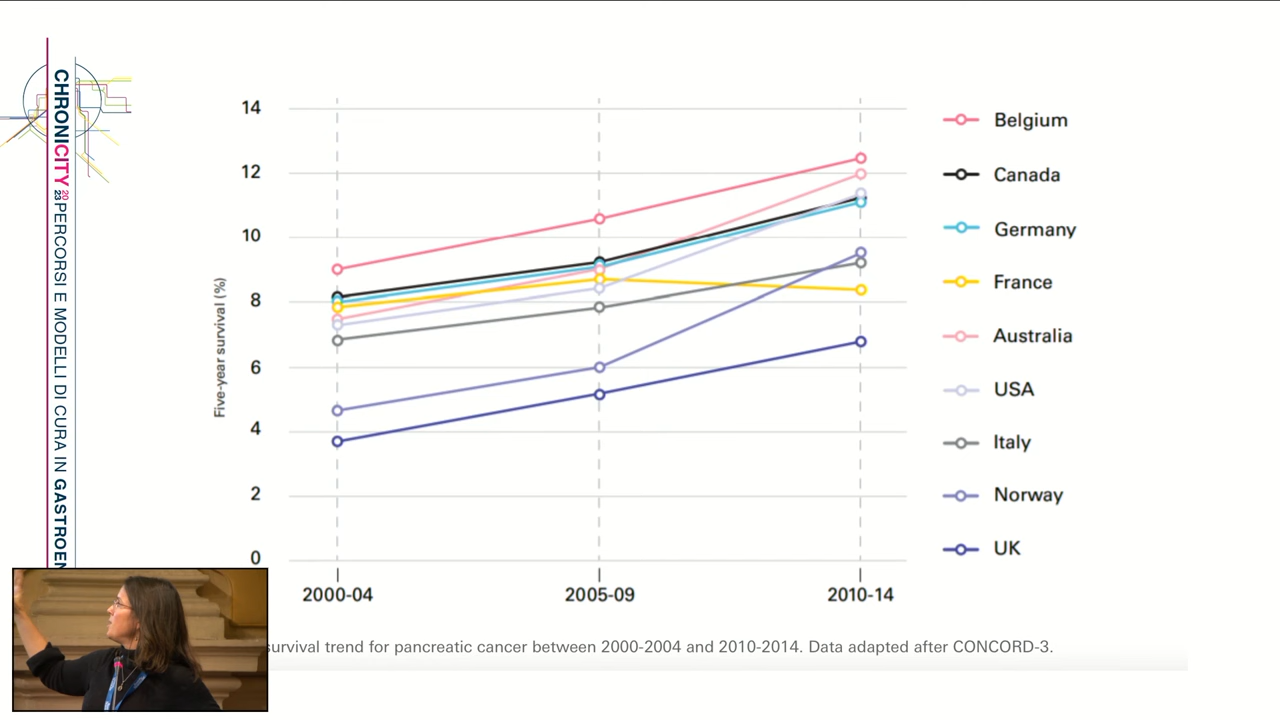 CHRONICITY 2023 PERCORSI E MODELLI DI CURA IN GASTROEN
Five-year survival (%)
14
12
10
8
6
4
2
0
2000-04 2005-09 2010-14
Belgium
Canada
Germany
France
Australia
USA
Italy
Norway
UK
survival trend for pancreatic cancer between 2000-2004 and 2010-2014. Data adapted after CONCORD-3.